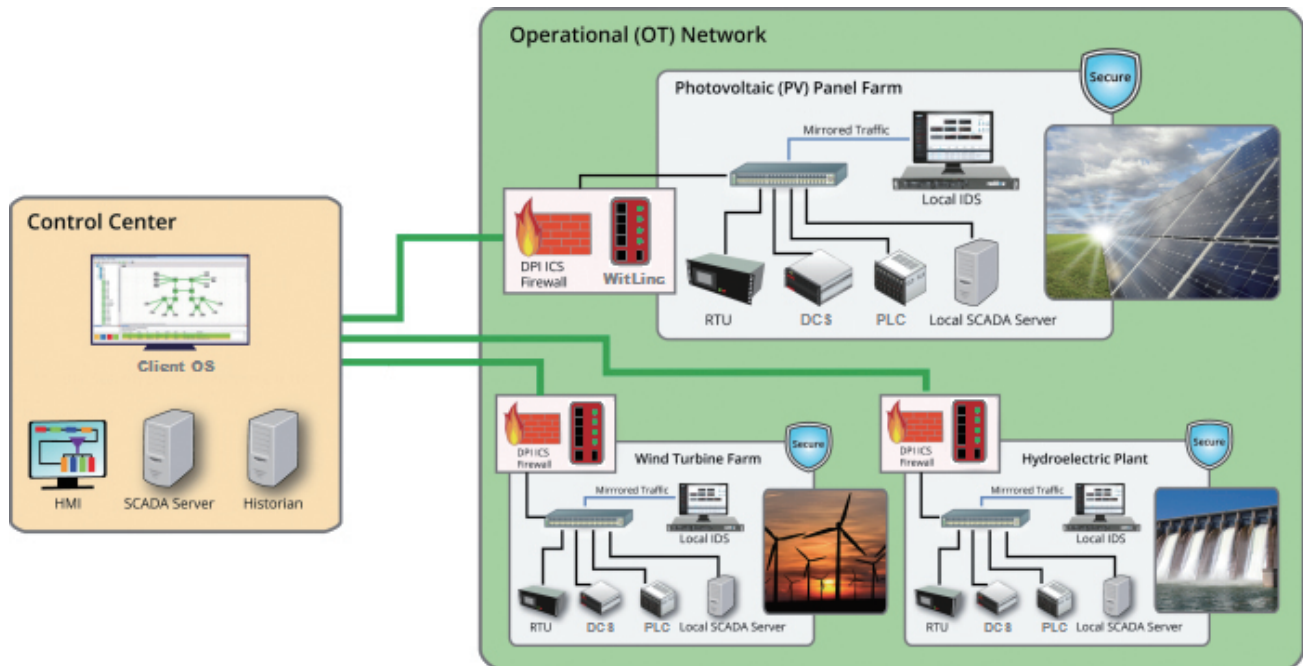 Operational (OT) Network
Photovoltaic (PV) Panel Farm
Secure
Mirrored Traffic
Local IDS
DPI ICS
Firewall
WitLinc
RTU
DCS
PLC
Local SCADA Server
Control Center
Client OS
HMI
SCADA Server
Historian
DPI ICS
Firewall
Wind Turbine Farm
Secure
Mirrored Traffic
Local IDS
RTU
DCS
PLC
Local SCADA Server
DPI ICS
Firewall
Hydroelectric Plant
Secure
Mirrored Traffic
Local IDS
RTU
DCS
PLC
Local SCADA Server